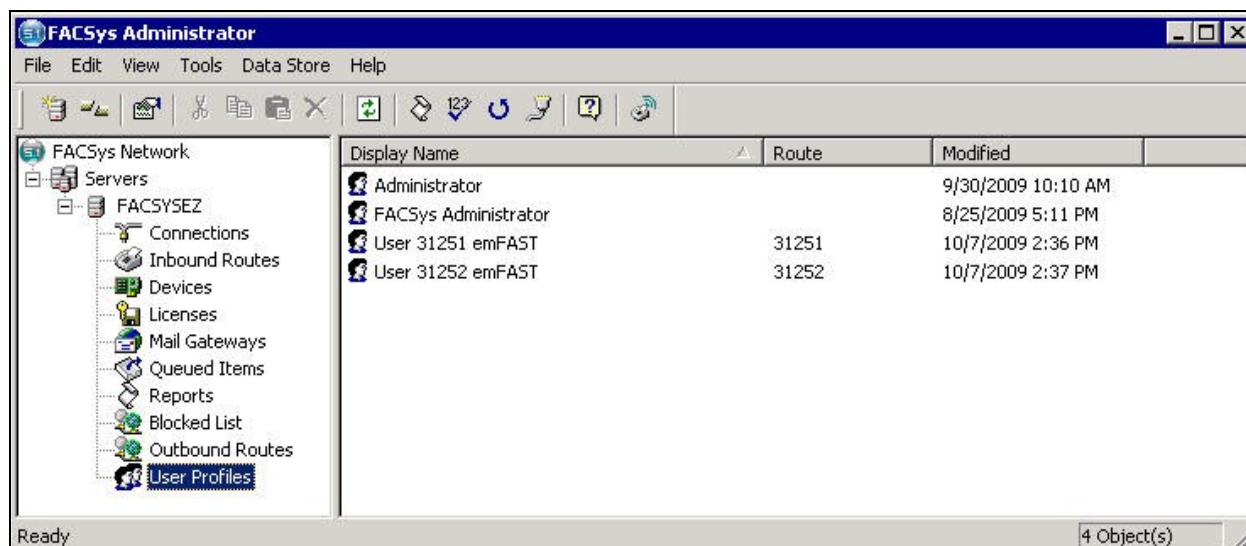 FACSys Administrator
File Edit View Tools Data Store Help
123
FACSys Network
Servers
FACSYSEZ
Connections
Inbound Routes
Devices
Licenses
Mail Gateways
Queued Items
Reports
Blocked List
Outbound Routes
User Profiles
Display Name Route Modified
Administrator 9/30/2009 10:10 AM
FACSys Administrator 8/25/2009 5:11 PM
User 31251 emFAST 31251 10/7/2009 2:36 PM
User 31252 emFAST 31252 10/7/2009 2:37 PM
Ready 4 Object(s)